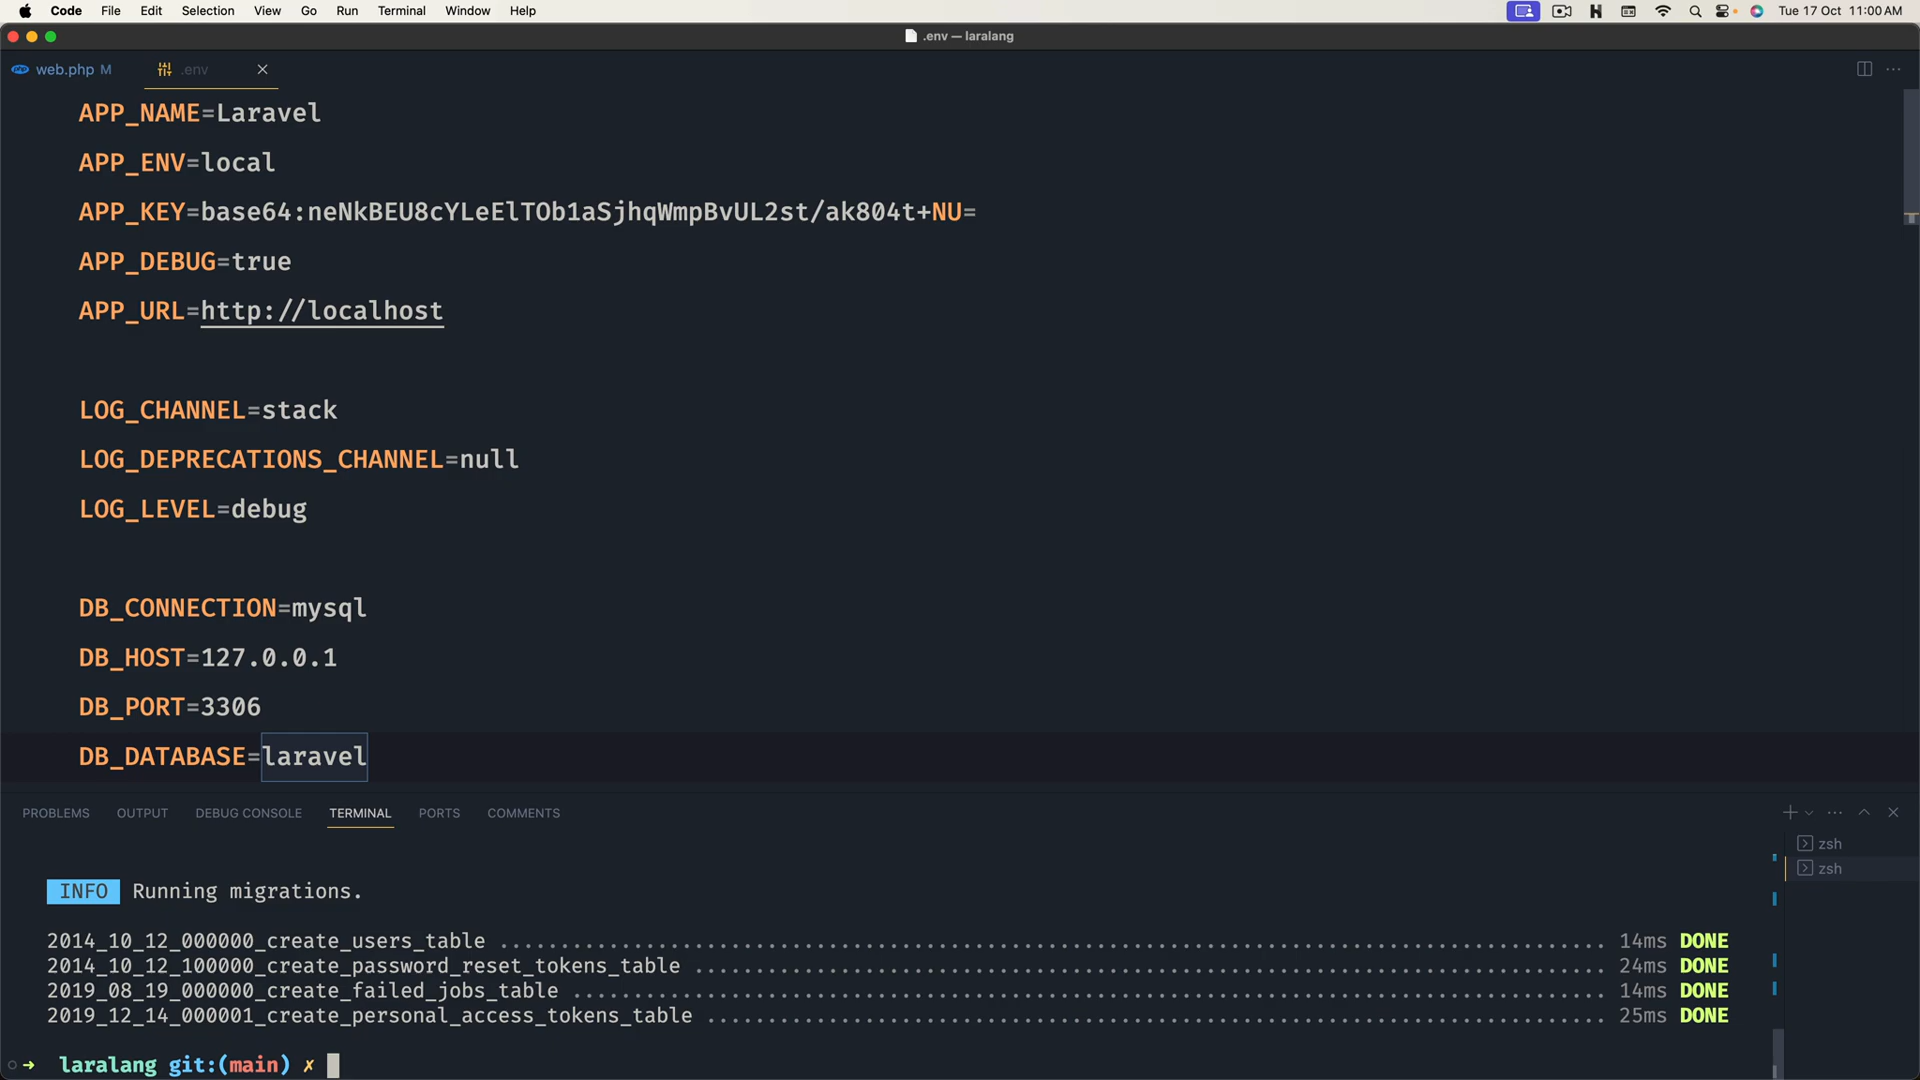 Code File Edit Selection View Go Run Terminal Window Help Tue 17 Oct 11:00 AM
.env — laralang
web.php M .env
APP_NAME=Laravel
APP_ENV=local
APP_KEY=base64:neNkBEU8cYLeElTOb1aSjhqWmpBvUL2st/ak804t+NU=
APP_DEBUG=true
APP_URL=http://localhost
LOG_CHANNEL=stack
LOG_DEPRECATIONS_CHANNEL=null
LOG_LEVEL=debug
DB_CONNECTION=mysql
DB_HOST=127.0.0.1
DB_PORT=3306
DB_DATABASE=laravel
PROBLEMS OUTPUT DEBUG CONSOLE TERMINAL PORTS COMMENTS
zsh
zsh
INFO Running migrations.
2014_10_12_000000_create_users_table ........................................ 14ms DONE
2014_10_12_100000_create_password_reset_tokens_table ........................................ 24ms DONE
2019_08_19_000000_create_failed_jobs_table ........................................ 14ms DONE
2019_12_14_000001_create_personal_access_tokens_table ........................................ 25ms DONE
➜ laralang git:(main) ✗